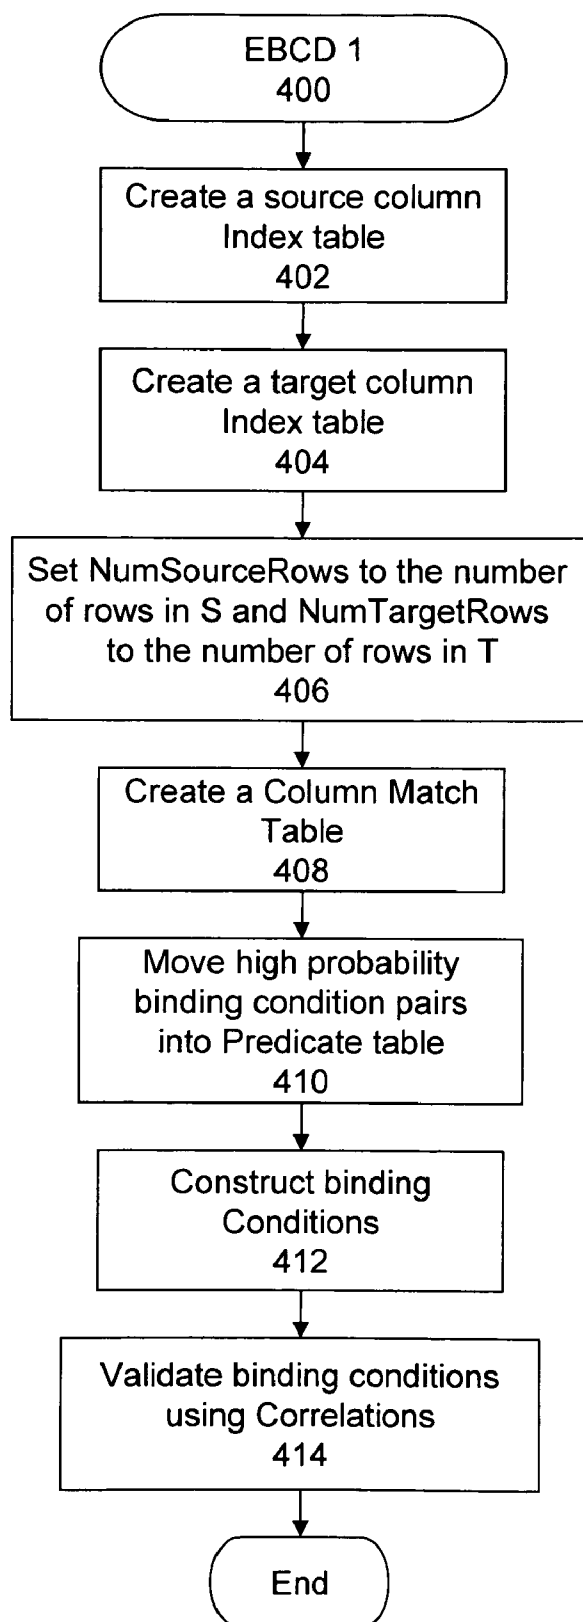 EBCD 1
400
Create a source column
Index table
402
Create a target column
Index table
404
Set NumSourceRows to the number
of rows in S and NumTargetRows
to the number of rows in T
406
Create a Column Match
Table
408
Move high probability
binding condition pairs
into Predicate table
410
Construct binding
Conditions
412
Validate binding conditions
using Correlations
414
End